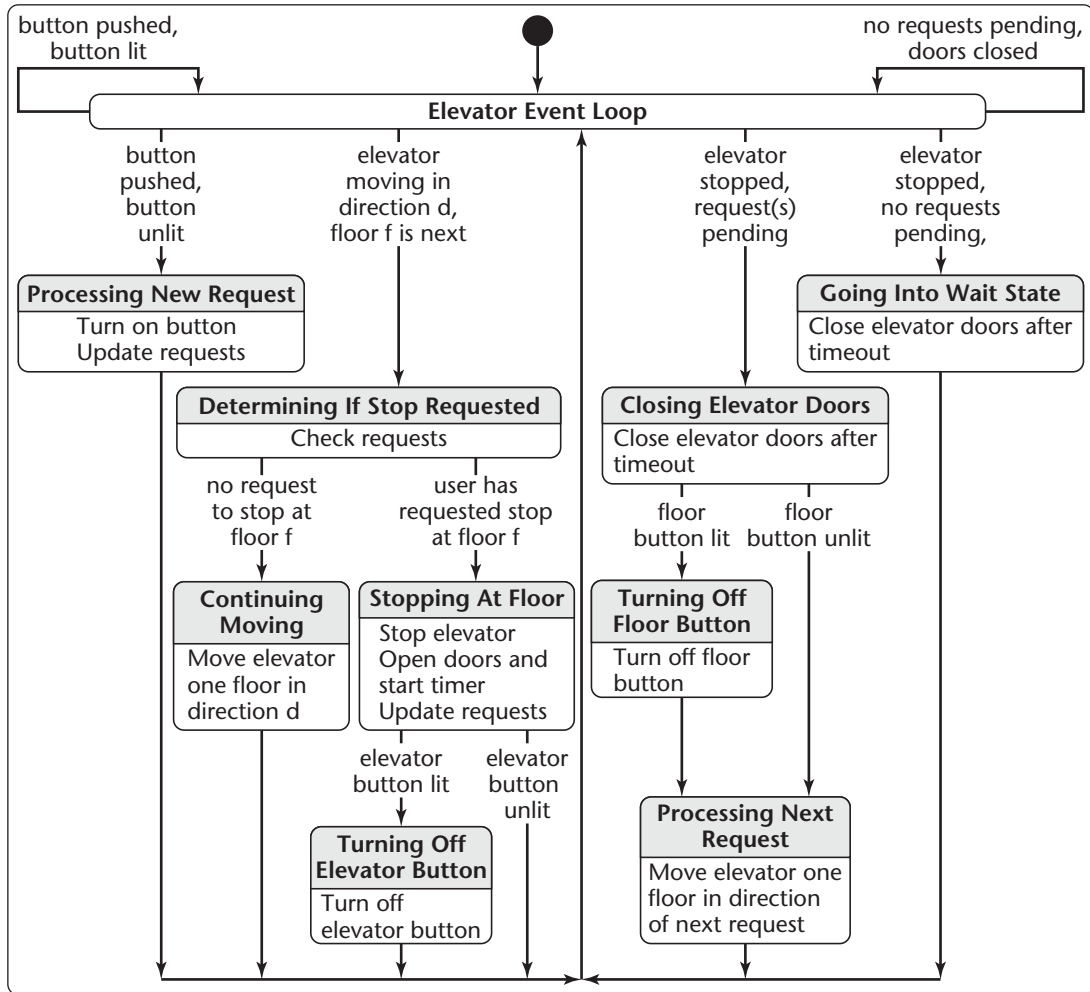 button pushed,
button lit
no requests pending,
doors closed
Elevator Event Loop
button
pushed,
button
unlit
elevator
moving in
direction d,
floor f is next
elevator
stopped,
request(s)
pending
elevator
stopped,
no requests
pending,
Processing New Request
Turn on button
Update requests
Going Into Wait State
Close elevator doors after
timeout
Determining If Stop Requested
Check requests
Closing Elevator Doors
Close elevator doors after
timeout
no request
to stop at
floor f
user has
requested stop
at floor f
floor
button lit
floor
button unlit
Continuing
Moving
Move elevator
one floor in
direction d
Stopping At Floor
Stop elevator
Open doors and
start timer
Update requests
Turning Off
Floor Button
Turn off floor
button
elevator
button lit
elevator
button
unlit
Turning Off
Elevator Button
Turn off
elevator button
Processing Next
Request
Move elevator one
floor in direction
of next request